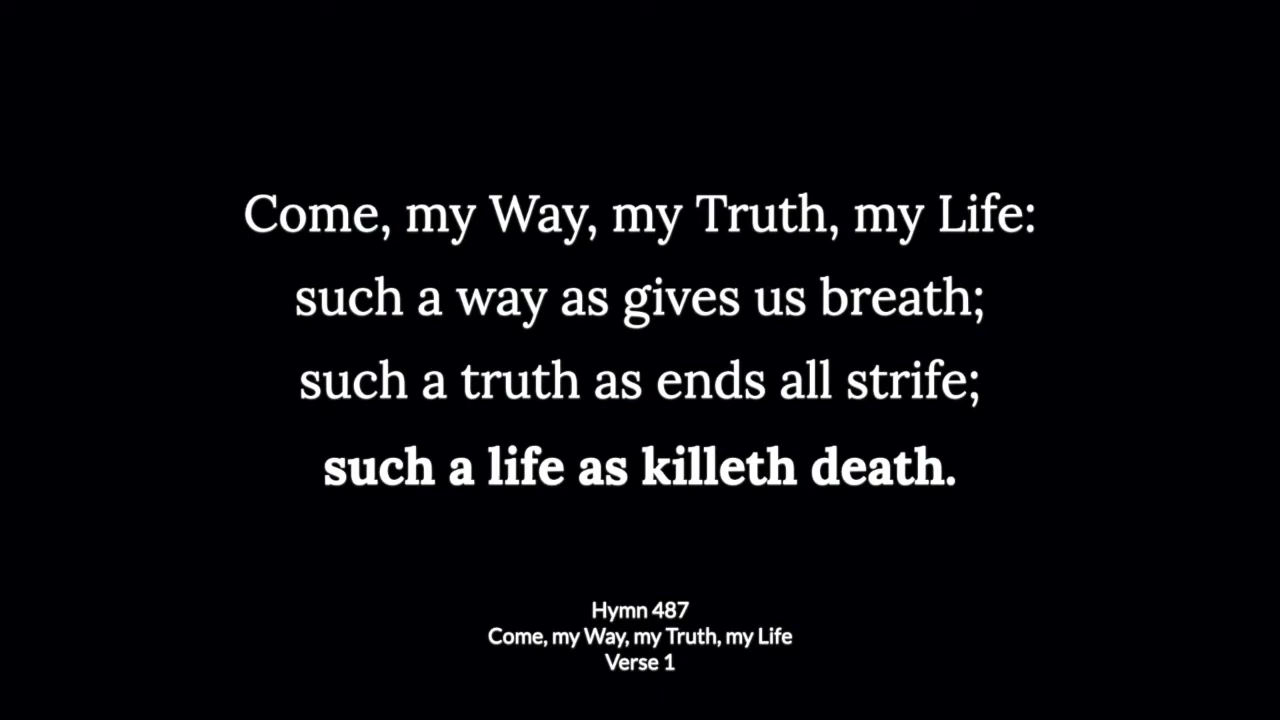 Come, my Way, my Truth, my Life:
such a way as gives us breath;
such a truth as ends all strife;
such a life as killeth death.
Hymn 487
Come, my Way, my Truth, my Life
Verse 1